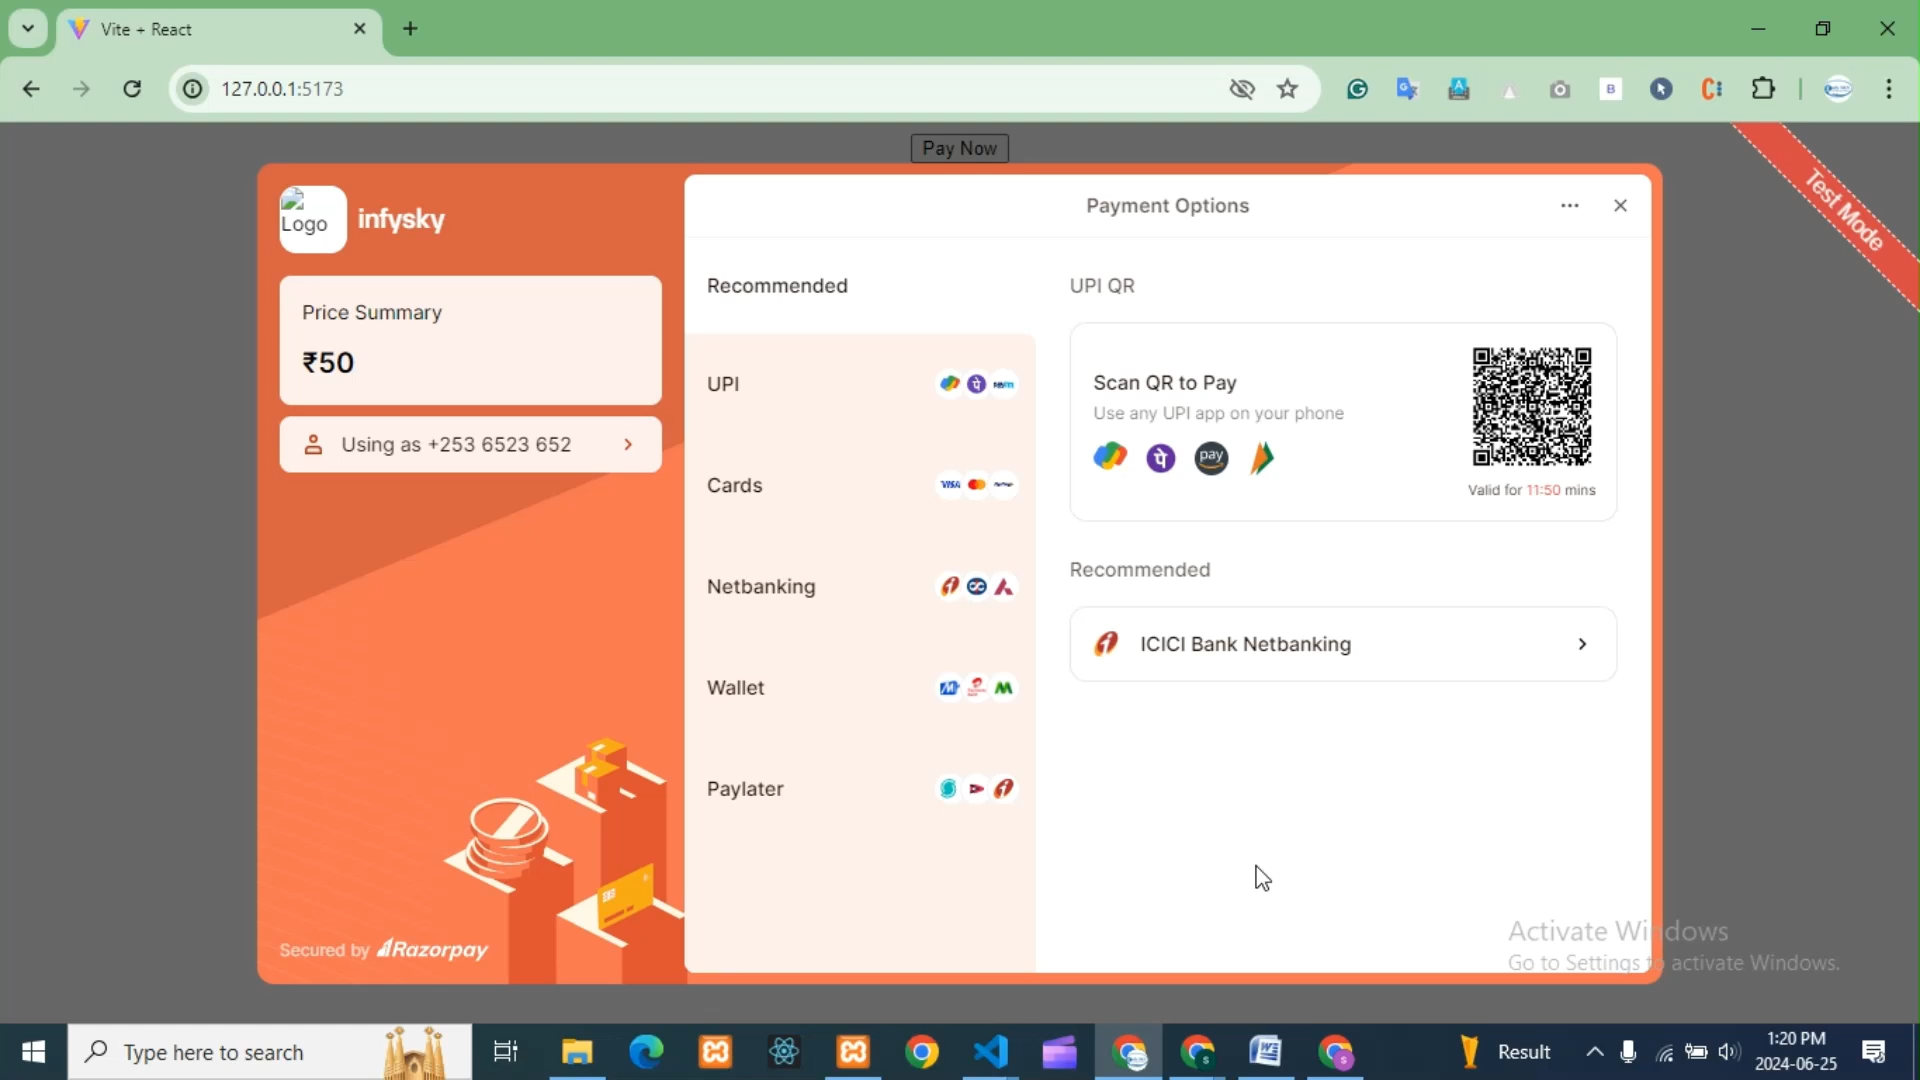 Vite + React
127.0.0.1:5173
Pay Now
Test Mode
Logo
infysky
Price Summary
₹50
Using as +253 6523 652
Secured by Razorpay
Payment Options
Recommended
UPI
Cards
VISA
Netbanking
Wallet
Paylater
UPI QR
Scan QR to Pay
Use any UPI app on your phone
पे
pay
Valid for 11:50 mins
Recommended
ICICI Bank Netbanking
Activate Windows
Go to Settings to activate Windows.
Type here to search
Result
1:20 PM
2024-06-25